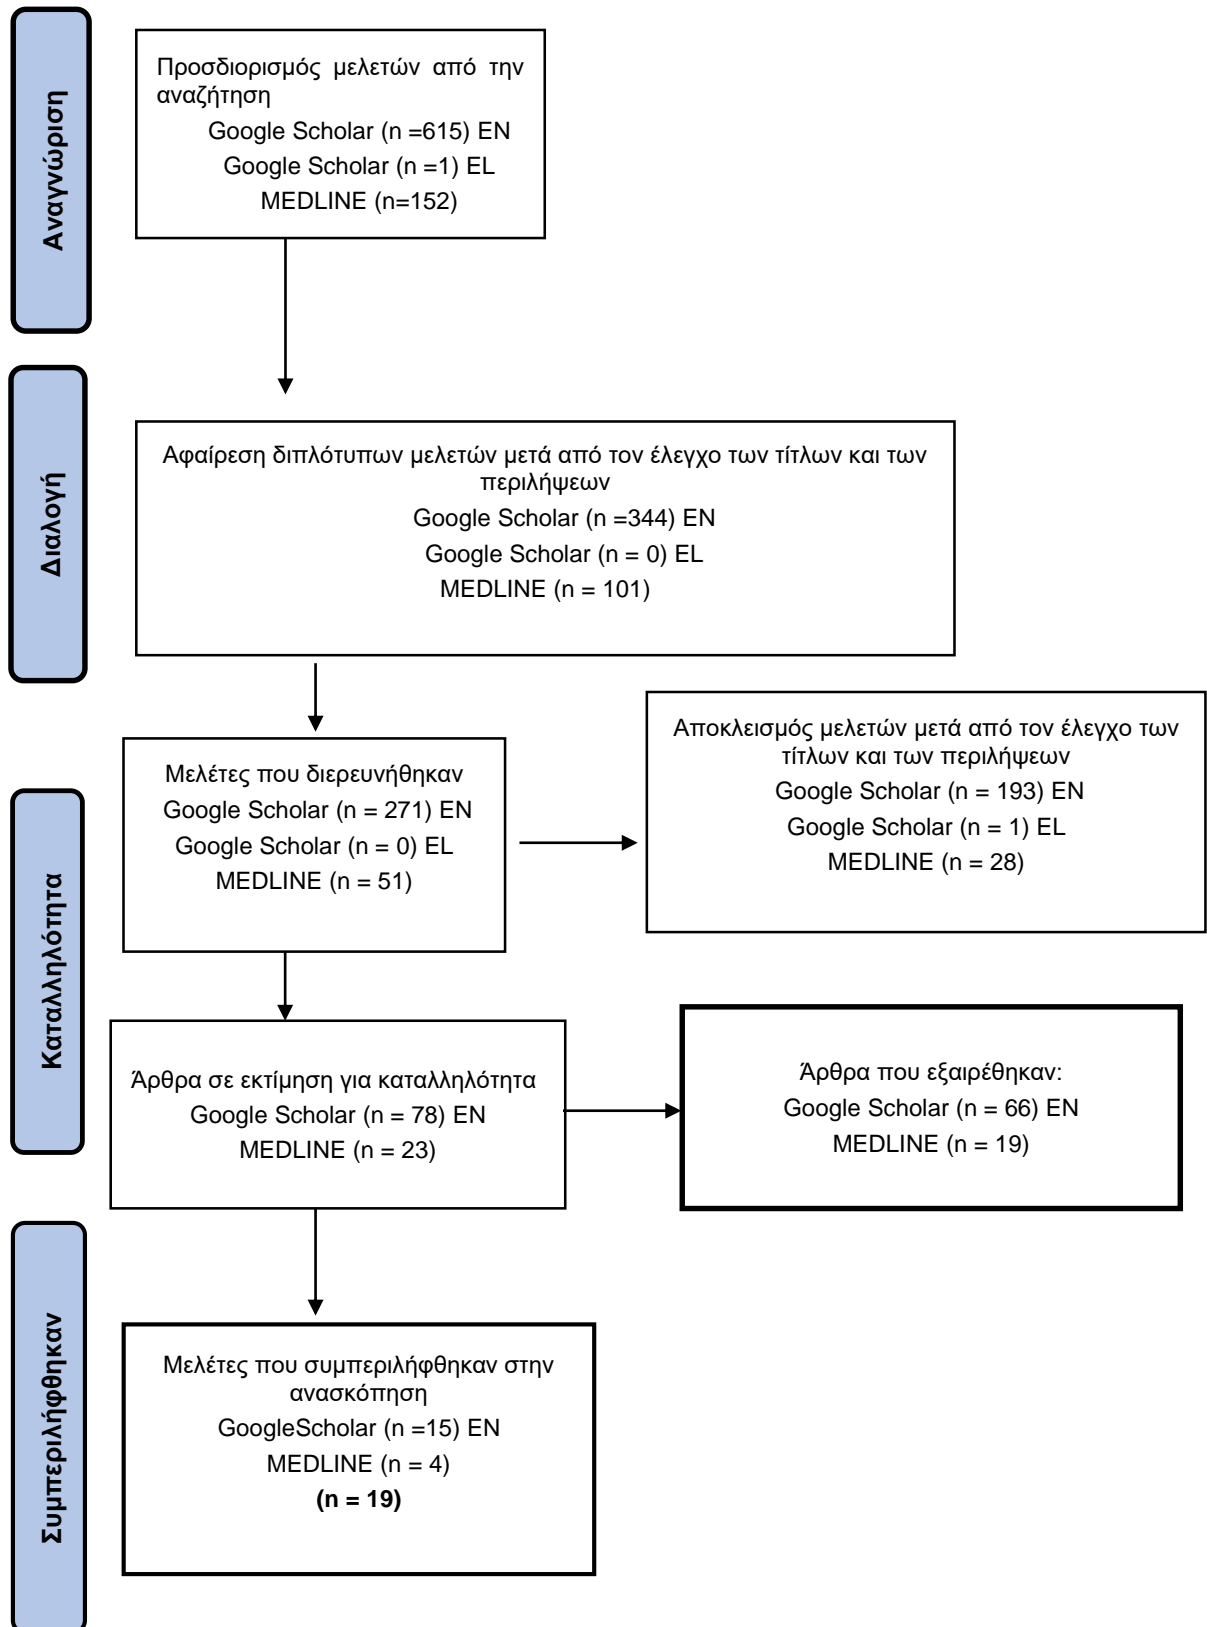 Αναγνώριση
Προσδιορισμός μελετών από την
αναζήτηση
Google Scholar (n =615) EN
Google Scholar (n =1) EL
MEDLINE (n=152)
Διαλογή
Αφαίρεση διπλότυπων μελετών μετά από τον έλεγχο των τίτλων και των
περιλήψεων
Google Scholar (n =344) EN
Google Scholar (n = 0) EL
MEDLINE (n = 101)
Καταλληλότητα
Μελέτες που διερευνήθηκαν
Google Scholar (n = 271) EN
Google Scholar (n = 0) EL
MEDLINE (n = 51)
Αποκλεισμός μελετών μετά από τον έλεγχο των
τίτλων και των περιλήψεων
Google Scholar (n = 193) EN
Google Scholar (n = 1) EL
MEDLINE (n = 28)
Άρθρα σε εκτίμηση για καταλληλότητα
Google Scholar (n = 78) EN
MEDLINE (n = 23)
Άρθρα που εξαιρέθηκαν:
Google Scholar (n = 66) EN
MEDLINE (n = 19)
Συμπεριλήφθηκαν
Μελέτες που συμπεριλήφθηκαν στην
ανασκόπηση
GoogleScholar (n =15) EN
MEDLINE (n = 4)
(n = 19)